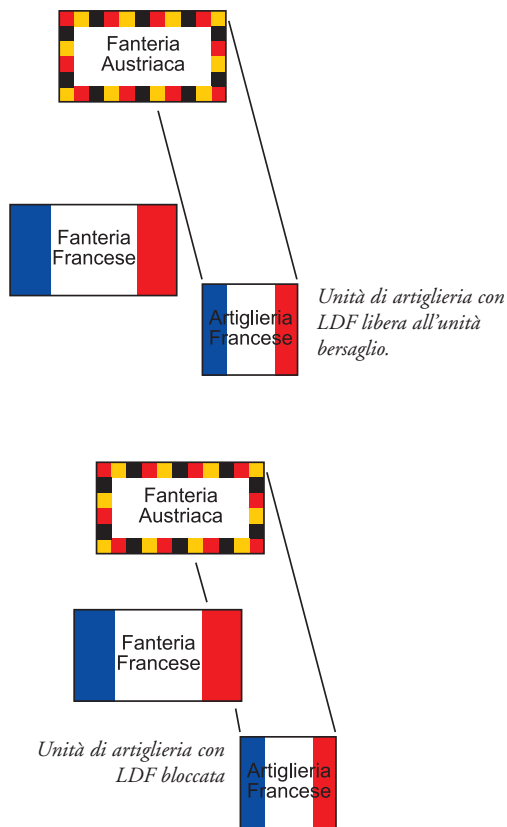 Fanteria
Austriaca
Fanteria
Francese
Artiglieria
Francese
Unità di artiglieria con
LDF libera all’unità
bersaglio.
Fanteria
Austriaca
Fanteria
Francese
Unità di artiglieria con
LDF bloccata
Artiglieria
Francese